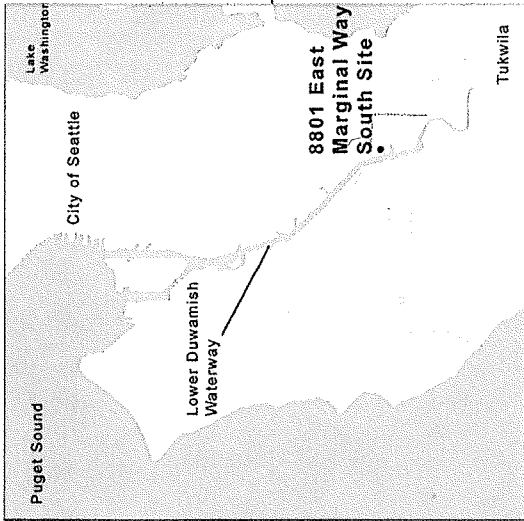 Lake
Washington
City of Seattle
8801 East
Marginal Way
South Site
Tukwila
Lower Duwamish
Waterway
Puget Sound